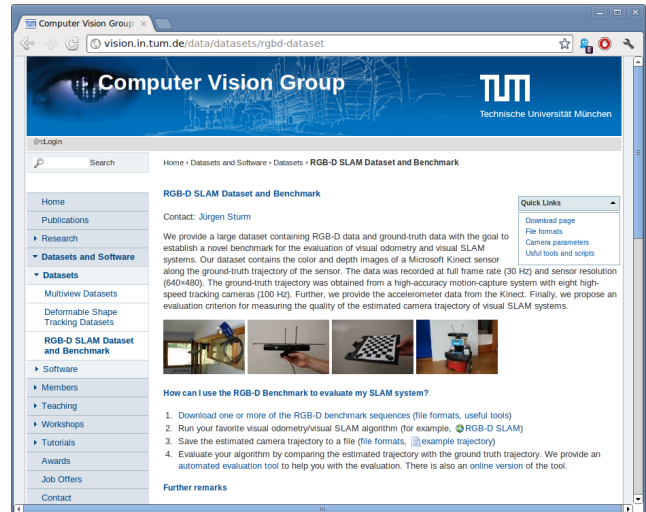 Computer Vision Group
vision.in.tum.de/data/datasets/rgbd-dataset
Computer Vision Group
TUM
Technische Universität München
Login
Search
Home › Datasets and Software › Datasets › RGB-D SLAM Dataset and Benchmark
Home
Publications
Research
Datasets and Software
Datasets
Multiview Datasets
Deformable Shape
Tracking Datasets
RGB-D SLAM Dataset
and Benchmark
Software
Members
Teaching
Workshops
Tutorials
Awards
Job Offers
Contact
RGB-D SLAM Dataset and Benchmark
Contact: Jürgen Sturm
Quick Links
Download page
File formats
Camera parameters
Usful tools and scripts
We provide a large dataset containing RGB-D data and ground-truth data with the goal to
establish a novel benchmark for the evaluation of visual odometry and visual SLAM
systems. Our dataset contains the color and depth images of a Microsoft Kinect sensor
along the ground-truth trajectory of the sensor. The data was recorded at full frame rate (30 Hz) and sensor resolution
(640×480). The ground-truth trajectory was obtained from a high-accuracy motion-capture system with eight high-
speed tracking cameras (100 Hz). Further, we provide the accelerometer data from the Kinect. Finally, we propose an
evaluation criterion for measuring the quality of the estimated camera trajectory of visual SLAM systems.
How can I use the RGB-D Benchmark to evaluate my SLAM system?
1. Download one or more of the RGB-D benchmark sequences (file formats, useful tools)
2. Run your favorite visual odometry/visual SLAM algorithm (for example, RGB-D SLAM)
3. Save the estimated camera trajectory to a file (file formats, example trajectory)
4. Evaluate your algorithm by comparing the estimated trajectory with the ground truth trajectory. We provide an
automated evaluation tool to help you with the evaluation. There is also an online version of the tool.
Further remarks